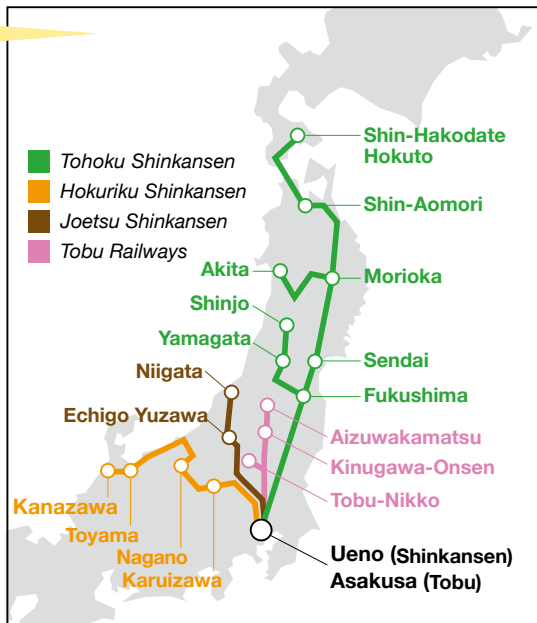 Tohoku Shinkansen
Hokuriku Shinkansen
Joetsu Shinkansen
Tobu Railways
Shin-Hakodate
Hokuto
Shin-Aomori
Akita
Morioka
Shinjo
Yamagata
Sendai
Niigata
Fukushima
Echigo Yuzawa
Aizuwakamatsu
Kinugawa-Onsen
Tobu-Nikko
Kanazawa
Toyama
Nagano
Karuizawa
Ueno (Shinkansen)
Asakusa (Tobu)